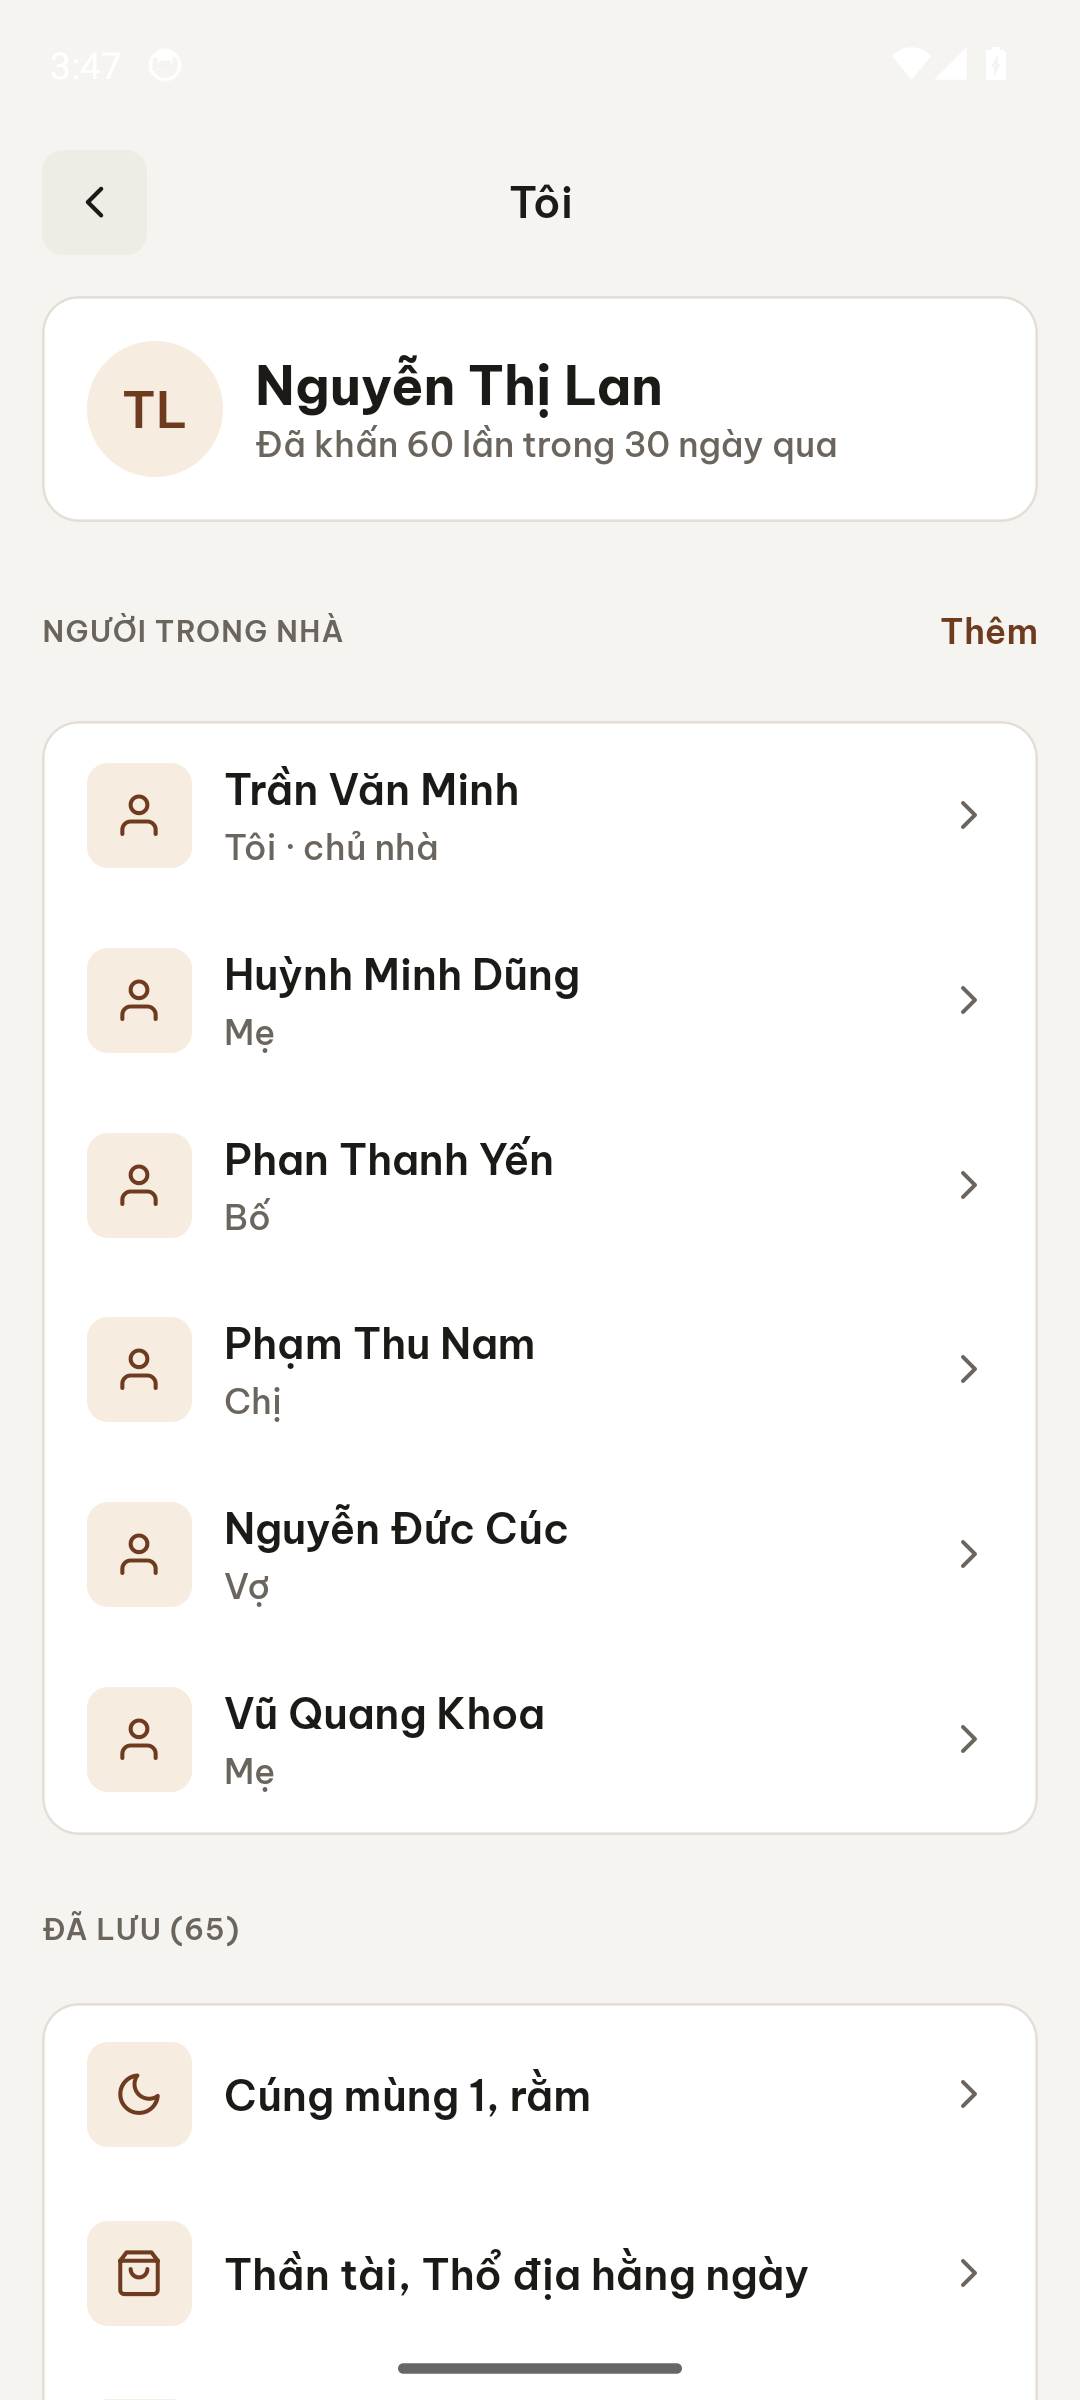 3:47
Tôi
TL
Nguyễn Thị Lan
Đã khấn 60 lần trong 30 ngày qua
NGƯỜI TRONG NHÀ
Thêm
Trần Văn Minh
Tôi · chủ nhà
Huỳnh Minh Dũng
Mẹ
Phan Thanh Yến
Bố
Phạm Thu Nam
Chị
Nguyễn Đức Cúc
Vợ
Vũ Quang Khoa
Mẹ
ĐÃ LƯU (65)
Cúng mùng 1, rằm
Thần tài, Thổ địa hằng ngày